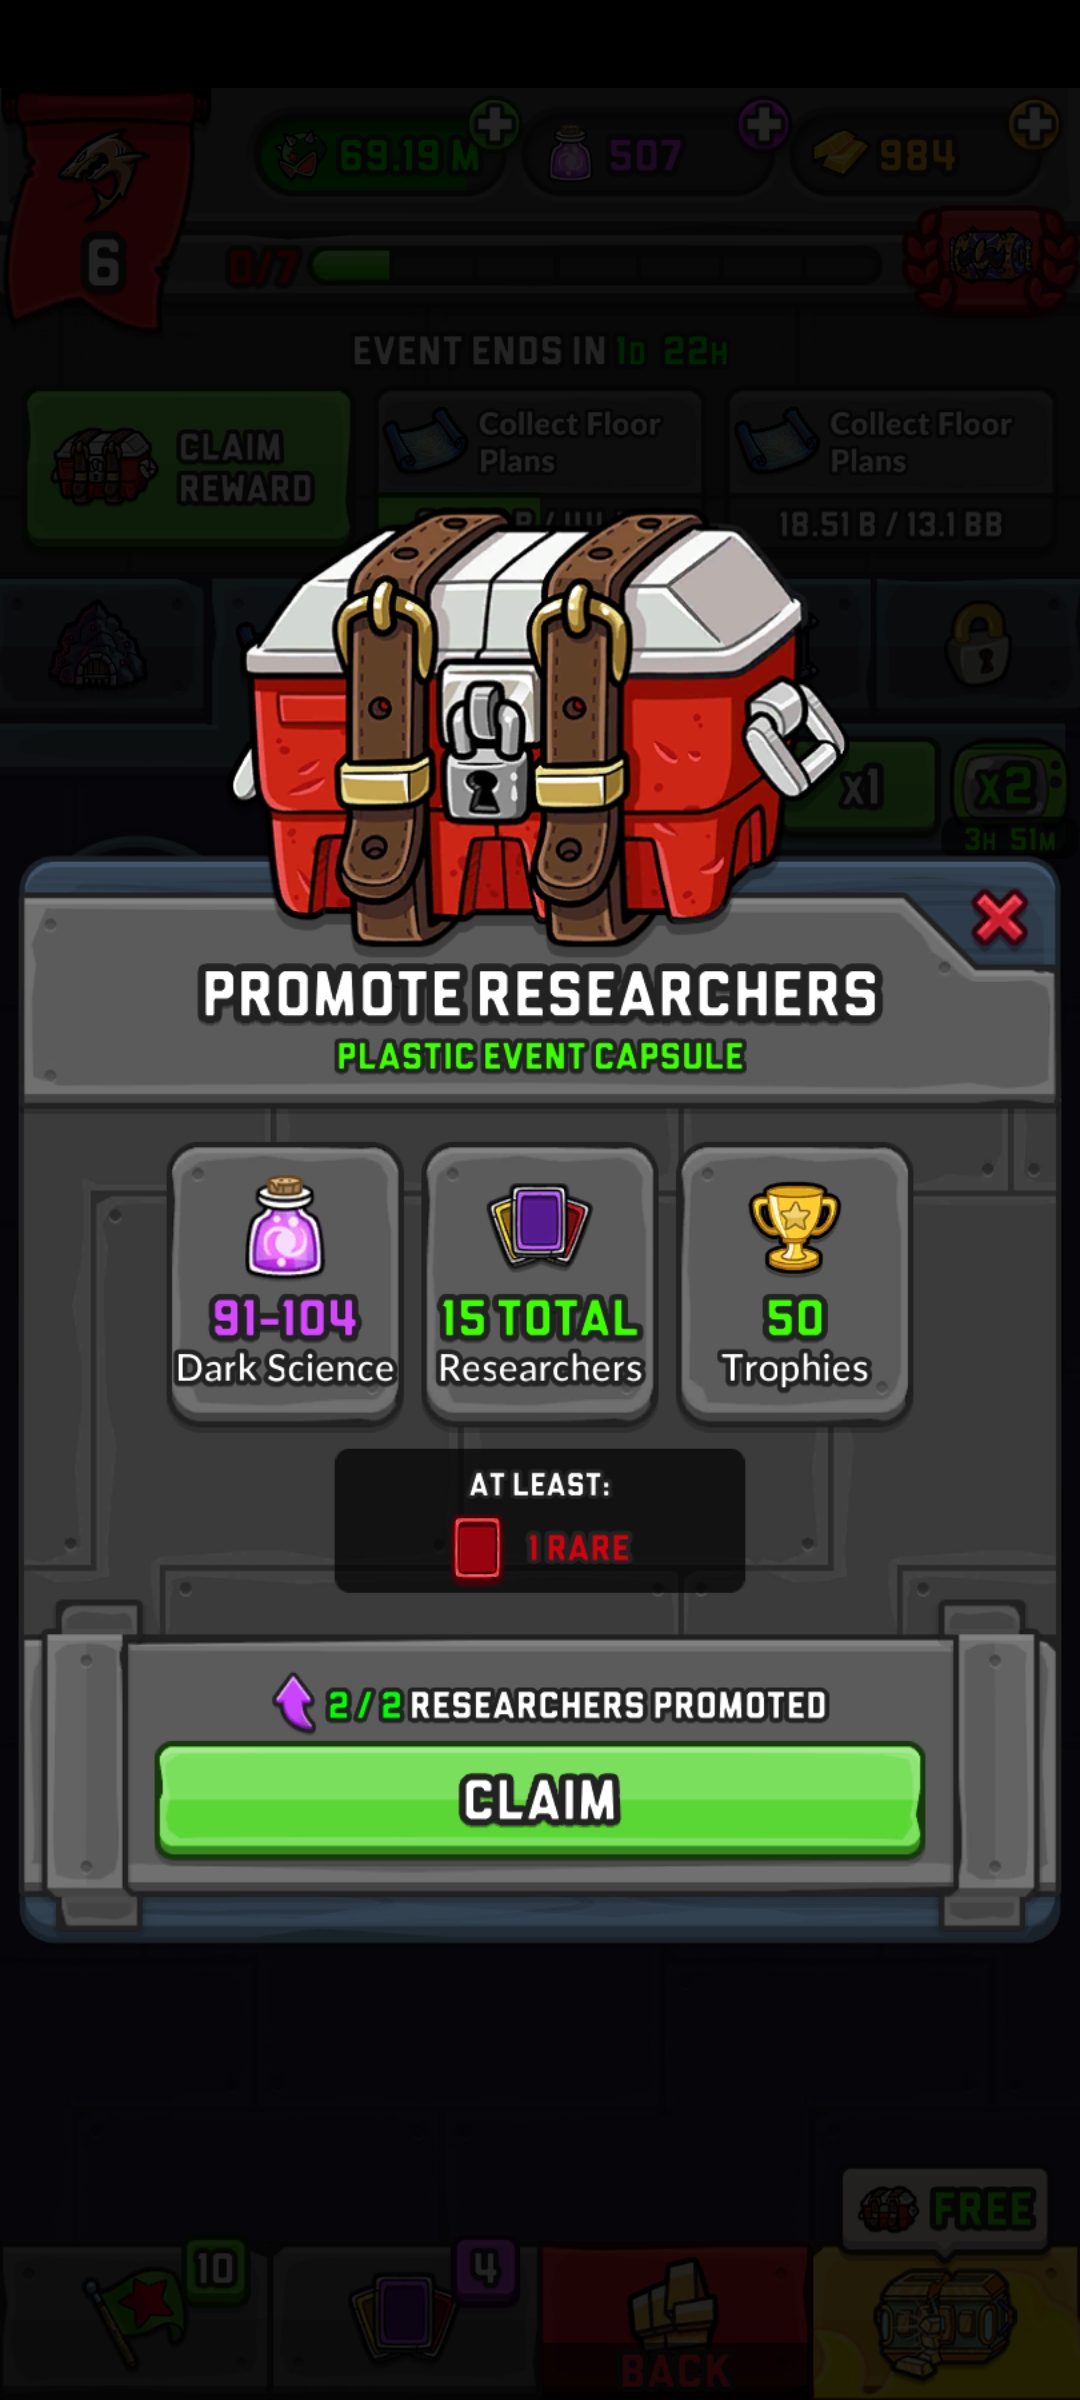 69.19 M
507
984
6
0/7
EVENT ENDS IN 1D 22H
CLAIM
REWARD
Collect Floor
Plans
Collect Floor
Plans
18.51 B / 13.1 BB
x1
x2
3H 51M
PROMOTE RESEARCHERS
PLASTIC EVENT CAPSULE
91-104
Dark Science
15 TOTAL
Researchers
50
Trophies
AT LEAST:
1 RARE
2 / 2 RESEARCHERS PROMOTED
CLAIM
FREE
10
4
BACK